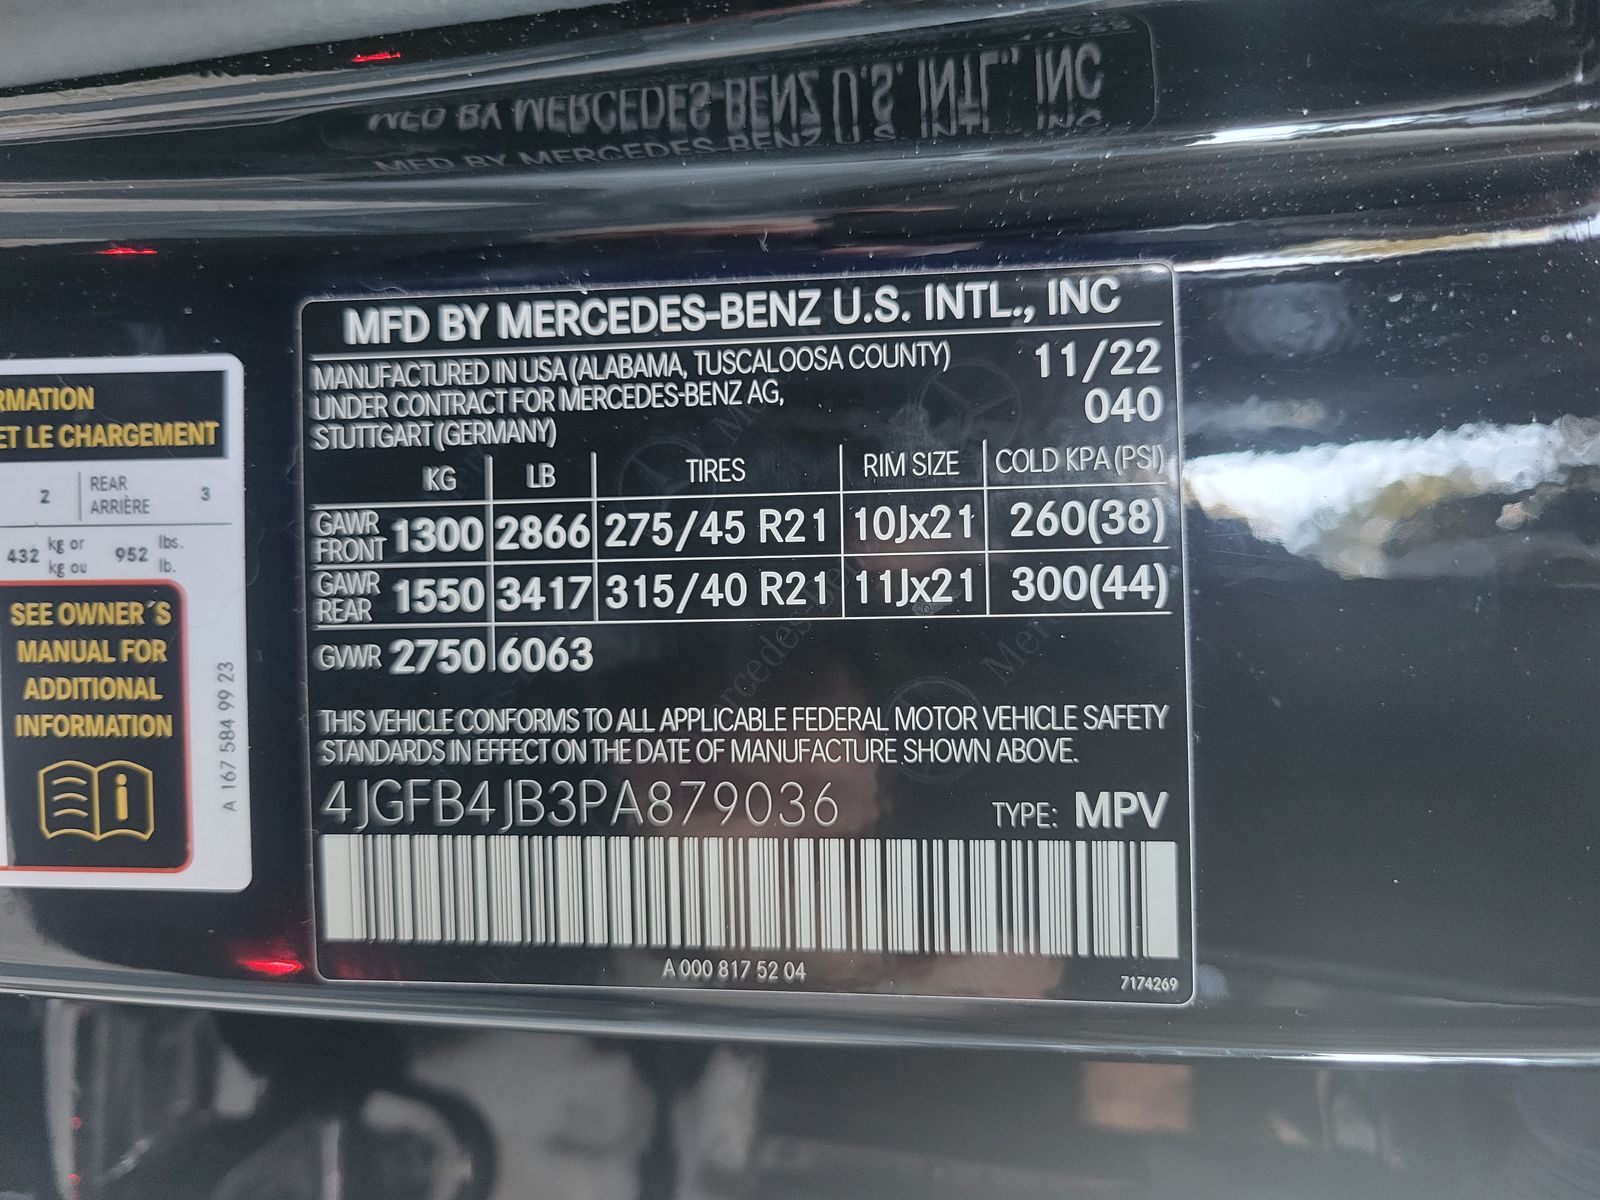 MFD BY MERCEDES-BENZ U.S. INTL., INC
MANUFACTURED IN USA (ALABAMA, TUSCALOOSA COUNTY) 11/22
UNDER CONTRACT FOR MERCEDES-BENZ AG, 040
STUTTGART (GERMANY)
KG LB TIRES RIM SIZE COLD KPA (PSI)
GAWR FRONT 1300 2866 275/45 R21 10Jx21 260(38)
GAWR REAR 1550 3417 315/40 R21 11Jx21 300(44)
GVWR 2750 6063
THIS VEHICLE CONFORMS TO ALL APPLICABLE FEDERAL MOTOR VEHICLE SAFETY
STANDARDS IN EFFECT ON THE DATE OF MANUFACTURE SHOWN ABOVE.
4JGFB4JB3PA879036 TYPE: MPV
A 000 817 52 04
7174269
ET LE CHARGEMENT
2 REAR 3
ARRIÈRE
432 kg or 952 lbs.
kg ou lb.
SEE OWNER´S
MANUAL FOR
ADDITIONAL
INFORMATION
A 167 584 99 23